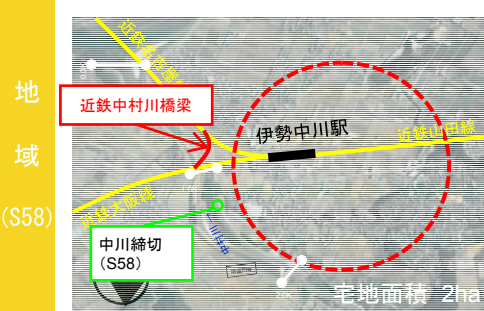 地
域
(S58)
近鉄中村川橋梁
伊勢中川駅
近鉄山田線
近鉄大阪線
中川締切
(S58)
宅地面積 2ha